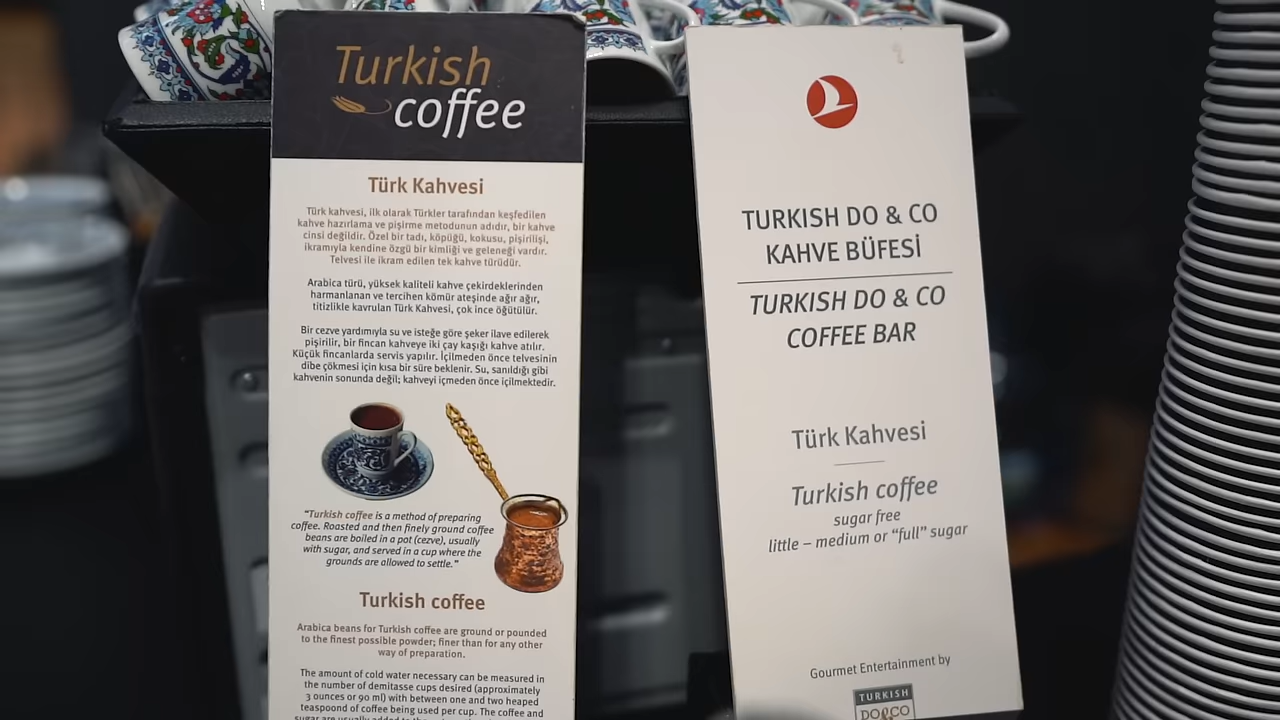 Turkish
coffee
Türk Kahvesi
Türk kahvesi, ilk olarak Türkler tarafından keşfedilen
kahve hazırlama ve pişirme metodunun adıdır, bir kahve
cinsi değildir. Özel bir tadı, köpüğü, kokusu, pişirilişi,
ikramıyla kendine özgü bir kimliği ve geleneği vardır.
Telvesi ile ikram edilen tek kahve türüdür.
Arabica türü, yüksek kaliteli kahve çekirdeklerinden
harmanlanan ve tercihen kömür ateşinde ağır ağır,
titizlikle kavrulan Türk Kahvesi, çok ince öğütülür.
Bir cezve yardımıyla su ve isteğe göre şeker ilave edilerek
pişirilir, bir fincan kahveye iki çay kaşığı kahve atılır.
Küçük fincanlarda servis yapılır. İçilmeden önce telvesinin
dibe çökmesi için kısa bir süre beklenir. Su, sanıldığı gibi
kahvenin sonunda değil; kahveyi içmeden önce içilmektedir.
"Turkish coffee is a method of preparing
coffee. Roasted and then finely ground coffee
beans are boiled in a pot (cezve), usually
with sugar, and served in a cup where the
grounds are allowed to settle."
Turkish coffee
Arabica beans for Turkish coffee are ground or pounded
to the finest possible powder; finer than for any other
way of preparation.
The amount of cold water necessary can be measured in
the number of demitasse cups desired (approximately
3 ounces or 90 ml) with between one and two heaped
teaspoon of coffee being used per cup. The coffee and
sugar are usually added to the
TURKISH DO & CO
KAHVE BÜFESİ
TURKISH DO & CO
COFFEE BAR
Türk Kahvesi
Turkish coffee
sugar free
little – medium or "full" sugar
Gourmet Entertainment by
TURKISH
DO&CO